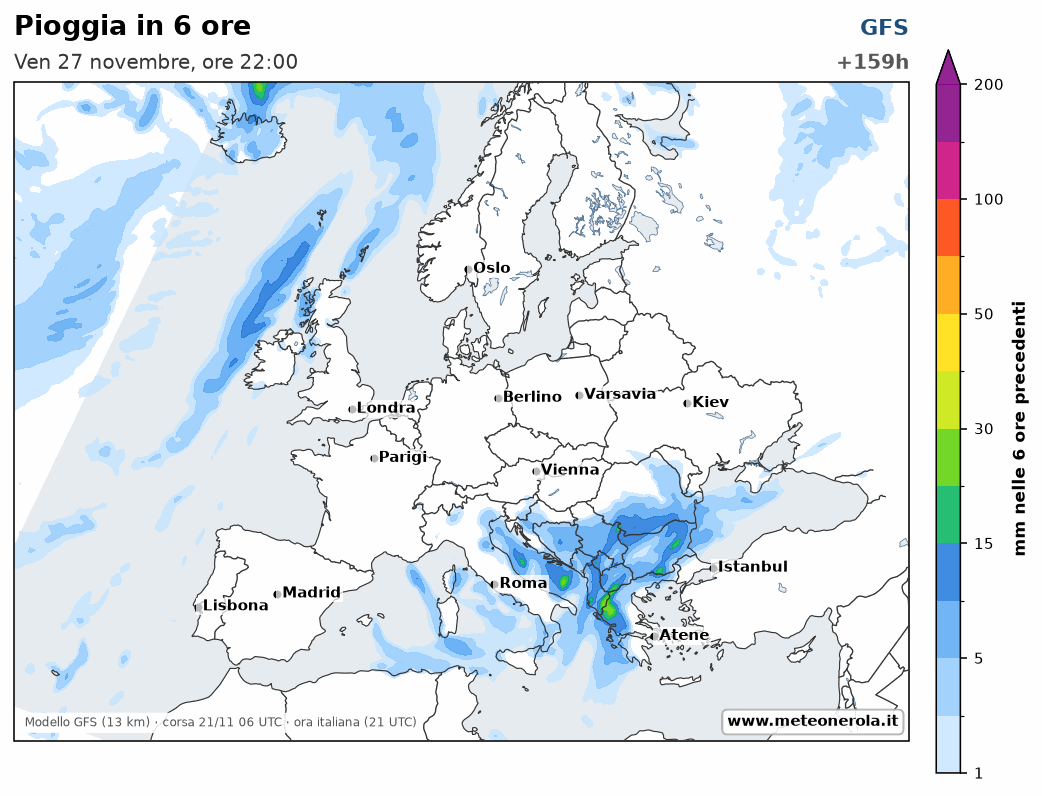 Pioggia in 6 ore
GFS
Ven 27 novembre, ore 22:00
+159h
Oslo
Berlino
Varsavia
Kiev
Londra
Parigi
Vienna
Roma
Istanbul
Madrid
Lisbona
Atene
Modello GFS (13 km) · corsa 21/11 06 UTC · ora italiana (21 UTC)
www.meteonerola.it
200
100
50
30
15
5
1
mm nelle 6 ore precedenti